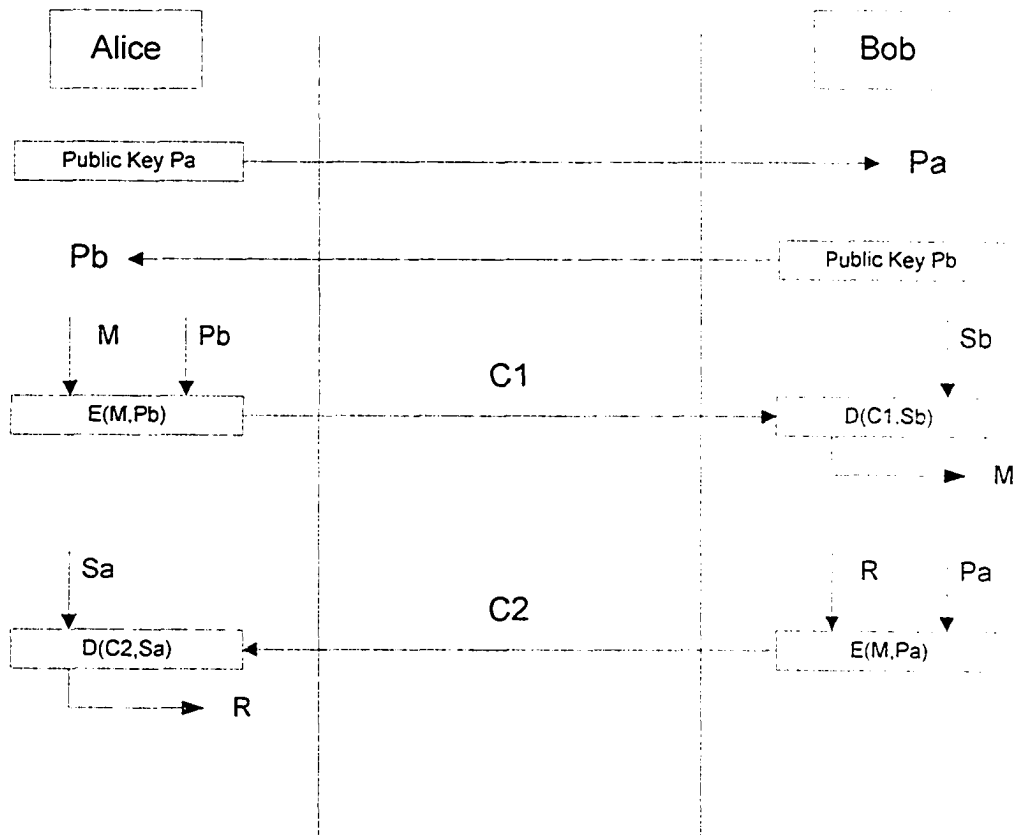 Alice
Bob
Public Key Pa
Pa
Pb
Public Key Pb
M
Pb
C1
Sb
E(M,Pb)
D(C1.Sb)
M
Sa
C2
R
Pa
D(C2,Sa)
E(M,Pa)
R